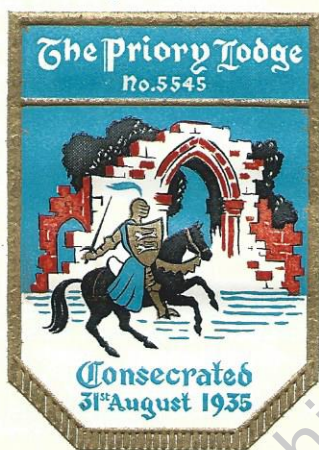 The Priory Lodge
No.5545
Consecrated
31st August 1935